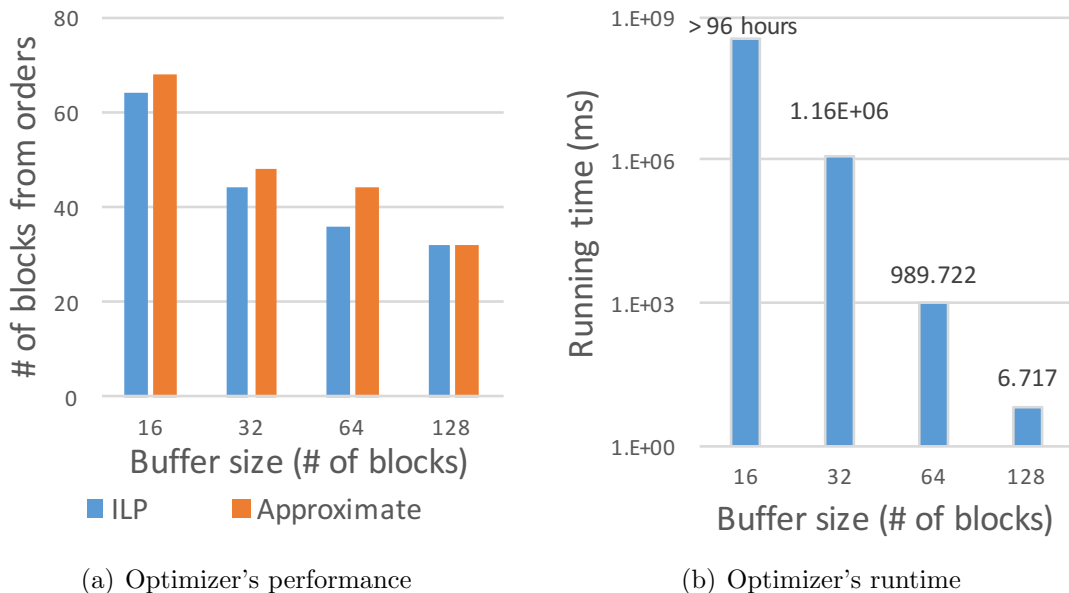 # of blocks from orders
80
60
40
20
0
16 32 64 128
Buffer size (# of blocks)
ILP Approximate
(a) Optimizer's performance
Running time (ms)
1.E+09
1.E+06
1.E+03
1.E+00
> 96 hours
1.16E+06
989.722
6.717
16 32 64 128
Buffer size (# of blocks)
(b) Optimizer's runtime